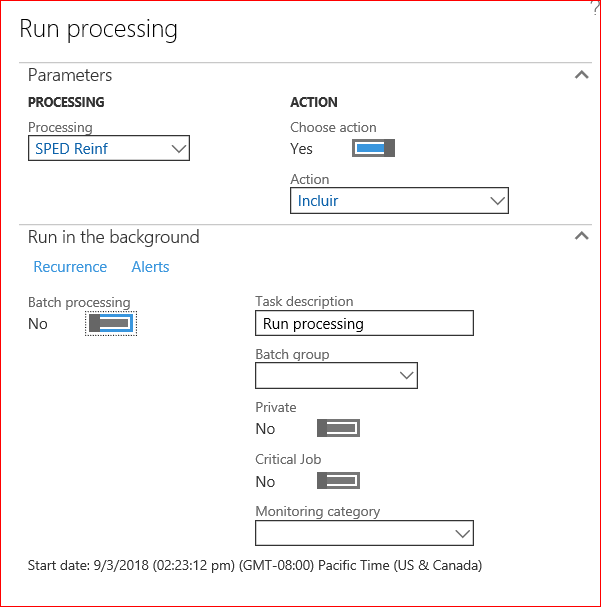 ?
Run processing
Parameters
PROCESSING
Processing
SPED Reinf
ACTION
Choose action
Yes
Action
Incluir
Run in the background
Recurrence Alerts
Batch processing
No
Task description
Run processing
Batch group
Private
No
Critical Job
No
Monitoring category
Start date: 9/3/2018 (02:23:12 pm) (GMT-08:00) Pacific Time (US & Canada)